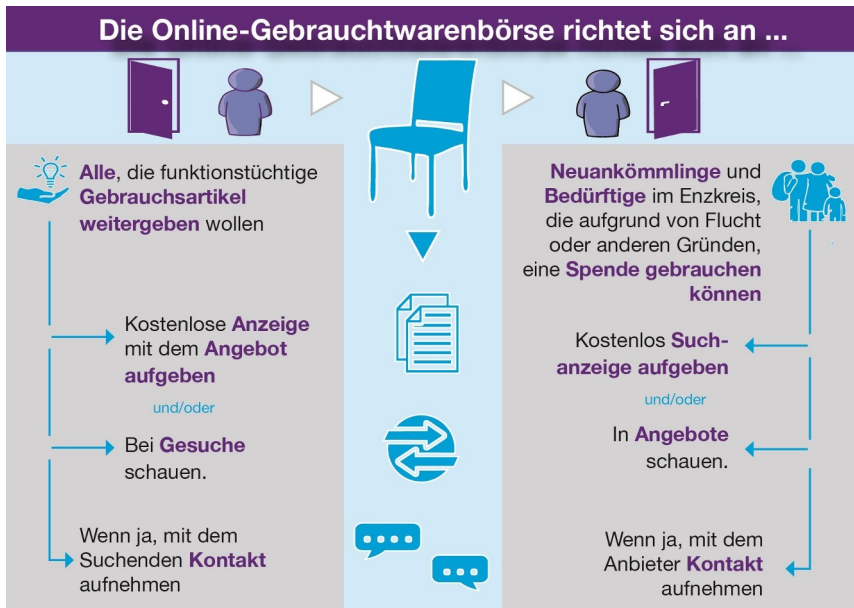 Die Online-Gebrauchtwarenbörse richtet sich an ...
Alle, die funktionstüchtige
Gebrauchsartikel
weitergeben wollen
Kostenlose Anzeige
mit dem Angebot
aufgeben
und/oder
Bei Gesuche
schauen.
Wenn ja, mit dem
Suchenden Kontakt
aufnehmen
Neuankömmlinge und
Bedürftige im Enzkreis,
die aufgrund von Flucht
oder anderen Gründen,
eine Spende gebrauchen
können
Kostenlos Such-
anzeige aufgeben
und/oder
In Angebote
schauen.
Wenn ja, mit dem
Anbieter Kontakt
aufnehmen